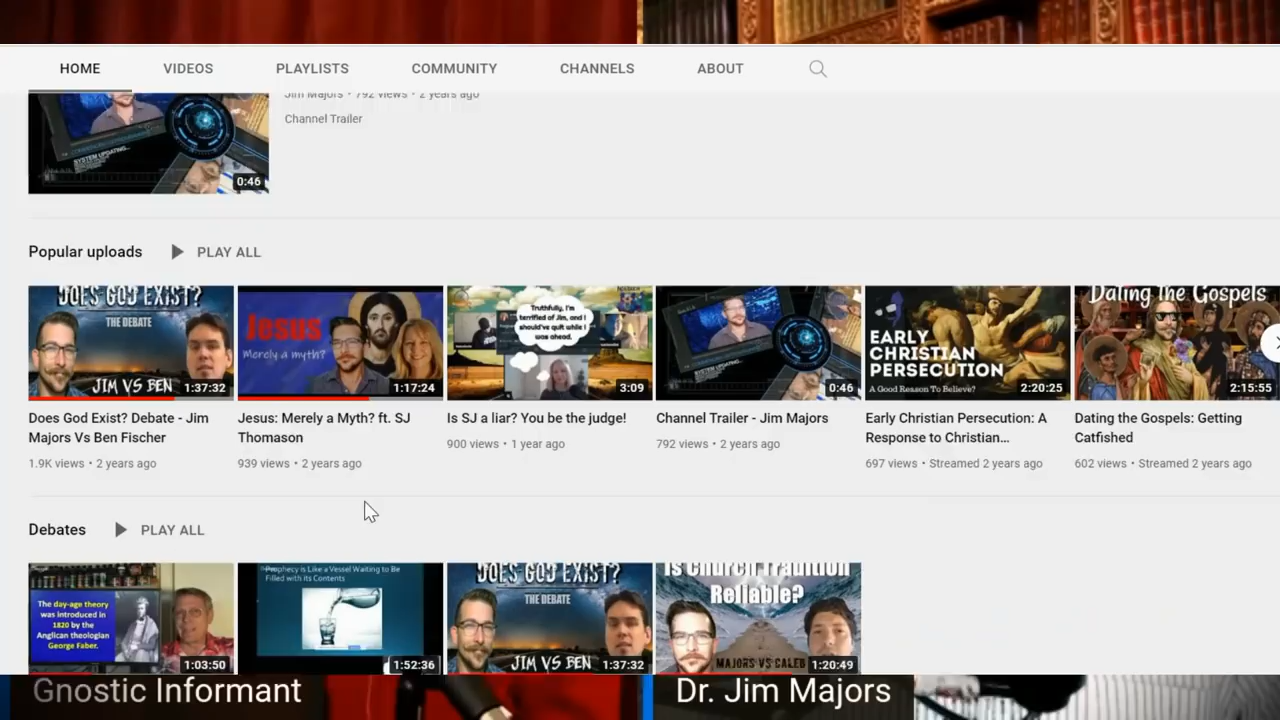 HOME VIDEOS PLAYLISTS COMMUNITY CHANNELS ABOUT
Jim Majors • 792 views • 2 years ago
Channel Trailer
SYSTEM UPDATING...
0:46
Popular uploads PLAY ALL
DOES GOD EXIST?
THE DEBATE
JIM VS BEN
1:37:32
Does God Exist? Debate - Jim
Majors Vs Ben Fischer
1.9K views • 2 years ago
Jesus
Merely a myth?
1:17:24
Jesus: Merely a Myth? ft. SJ
Thomason
939 views • 2 years ago
Truthfully, I'm
terrified of Jim, and I
should've quit while I
was ahead.
3:09
Is SJ a liar? You be the judge!
900 views • 1 year ago
0:46
Channel Trailer - Jim Majors
792 views • 2 years ago
EARLY
CHRISTIAN
PERSECUTION
A Good Reason To Believe?
2:20:25
Early Christian Persecution: A
Response to Christian...
697 views • Streamed 2 years ago
Dating the Gospels
2:15:55
Dating the Gospels: Getting
Catfished
602 views • Streamed 2 years ago
Debates PLAY ALL
The day-age theory
was introduced in
1820 by the
Anglican theologian
George Faber.
1:03:50
Prophecy is Like a Vessel Waiting to Be
Filled with its Contents
1:52:36
DOES GOD EXIST?
THE DEBATE
JIM VS BEN
1:37:32
Is Church Tradition
Reliable?
MAJORS VS CALEB
1:20:49
Gnostic Informant
Dr. Jim Majors